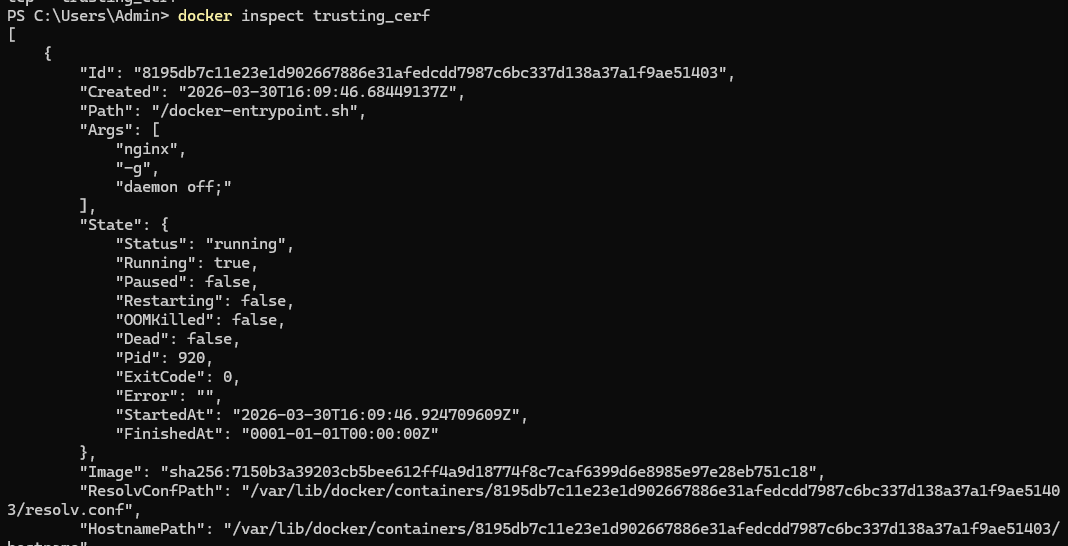 PS C:\Users\Admin> docker inspect trusting_cerf
[
    {
        "Id": "8195db7c11e23e1d902667886e31afedcdd7987c6bc337d138a37a1f9ae51403",
        "Created": "2026-03-30T16:09:46.68449137Z",
        "Path": "/docker-entrypoint.sh",
        "Args": [
            "nginx",
            "-g",
            "daemon off;"
        ],
        "State": {
            "Status": "running",
            "Running": true,
            "Paused": false,
            "Restarting": false,
            "OOMKilled": false,
            "Dead": false,
            "Pid": 920,
            "ExitCode": 0,
            "Error": "",
            "StartedAt": "2026-03-30T16:09:46.924709609Z",
            "FinishedAt": "0001-01-01T00:00:00Z"
        },
        "Image": "sha256:7150b3a39203cb5bee612ff4a9d18774f8c7caf6399d6e8985e97e28eb751c18",
        "ResolvConfPath": "/var/lib/docker/containers/8195db7c11e23e1d902667886e31afedcdd7987c6bc337d138a37a1f9ae5140
3/resolv.conf",
        "HostnamePath": "/var/lib/docker/containers/8195db7c11e23e1d902667886e31afedcdd7987c6bc337d138a37a1f9ae51403/